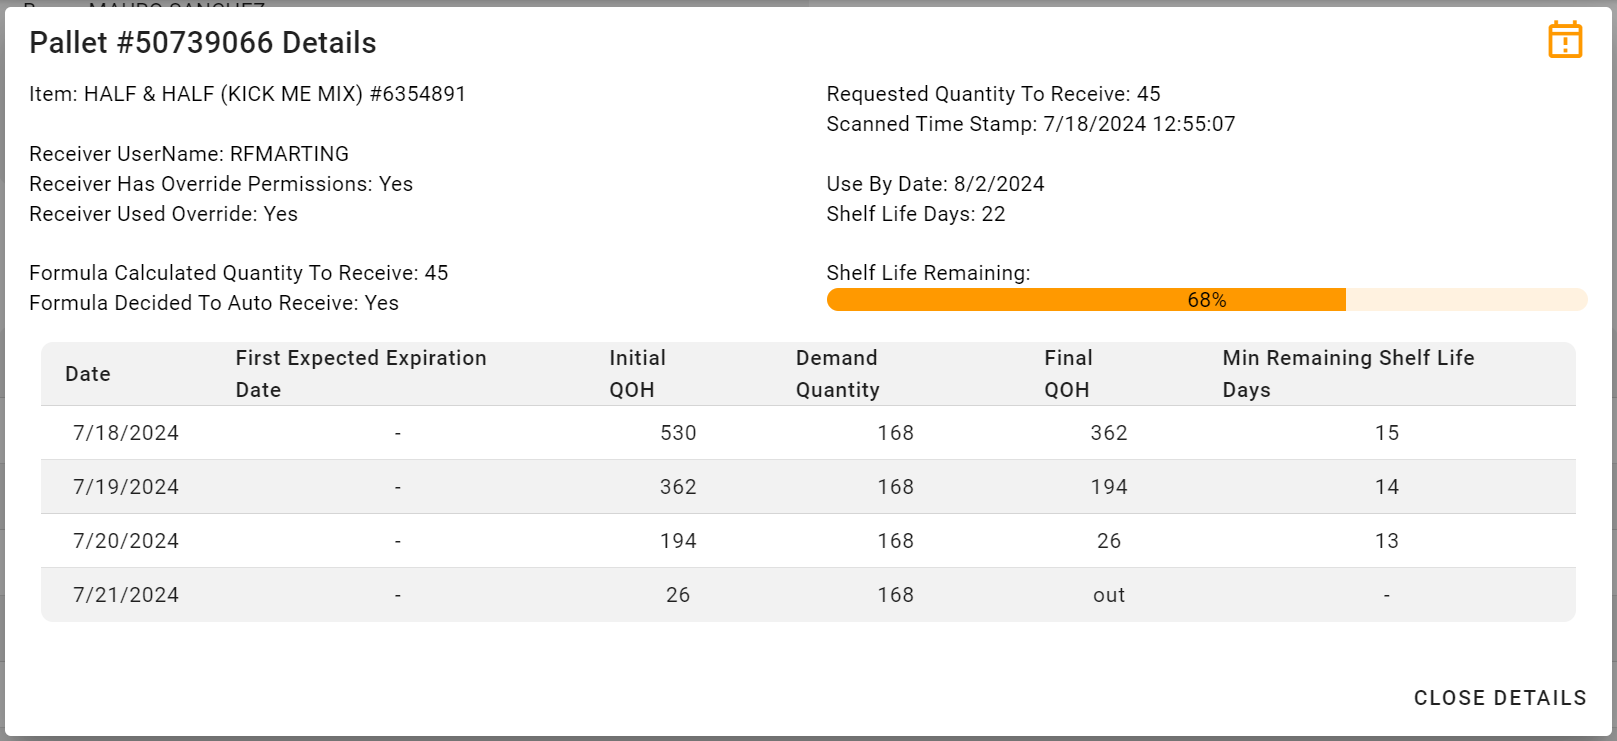 Pallet #50739066 Details
Item: HALF & HALF (KICK ME MIX) #6354891
Receiver UserName: RFMARTING
Receiver Has Override Permissions: Yes
Receiver Used Override: Yes
Formula Calculated Quantity To Receive: 45
Formula Decided To Auto Receive: Yes
Requested Quantity To Receive: 45
Scanned Time Stamp: 7/18/2024 12:55:07
Use By Date: 8/2/2024
Shelf Life Days: 22
Shelf Life Remaining:
68%
Date First Expected Expiration Date Initial QOH Demand Quantity Final QOH Min Remaining Shelf Life Days
7/18/2024 - 530 168 362 15
7/19/2024 - 362 168 194 14
7/20/2024 - 194 168 26 13
7/21/2024 - 26 168 out -
CLOSE DETAILS